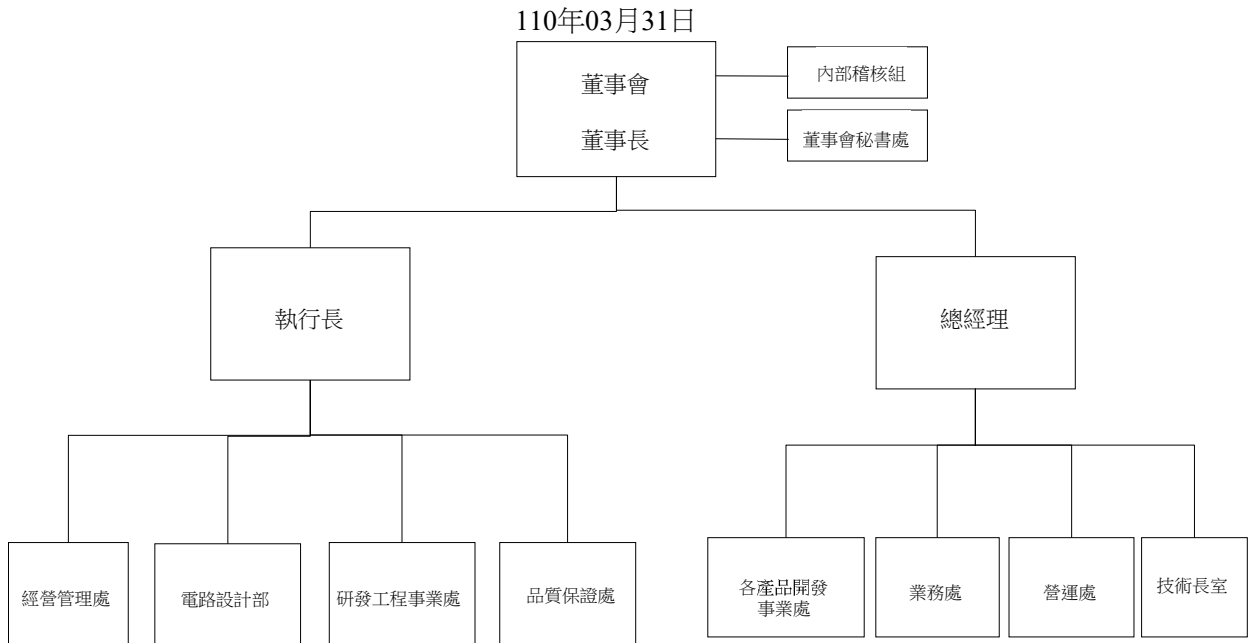 110年03月31日
董事會
董事長
內部稽核組
董事會秘書處
執行長
總經理
經營管理處
電路設計部
研發工程事業處
品質保證處
各產品開發
事業處
業務處
營運處
技術長室